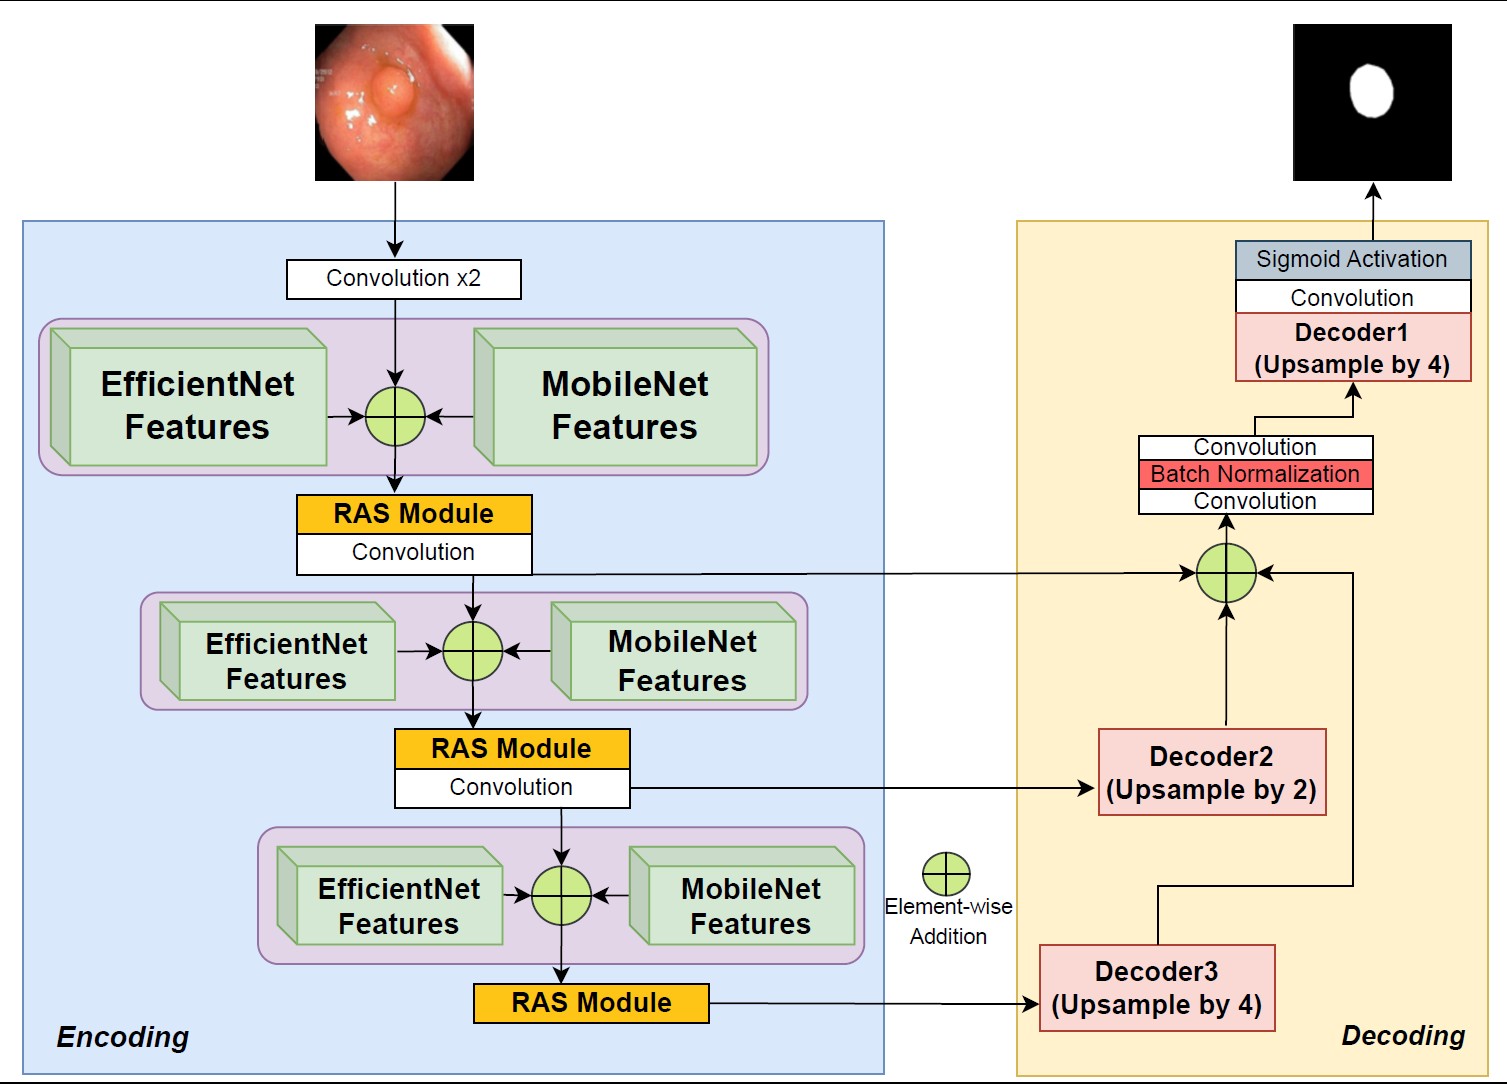 Convolution x2
EfficientNet
Features
MobileNet
Features
RAS Module
Convolution
EfficientNet
Features
MobileNet
Features
RAS Module
Convolution
EfficientNet
Features
MobileNet
Features
RAS Module
Encoding
Element-wise
Addition
Sigmoid Activation
Convolution
Decoder1
(Upsample by 4)
Convolution
Batch Normalization
Convolution
Decoder2
(Upsample by 2)
Decoder3
(Upsample by 4)
Decoding